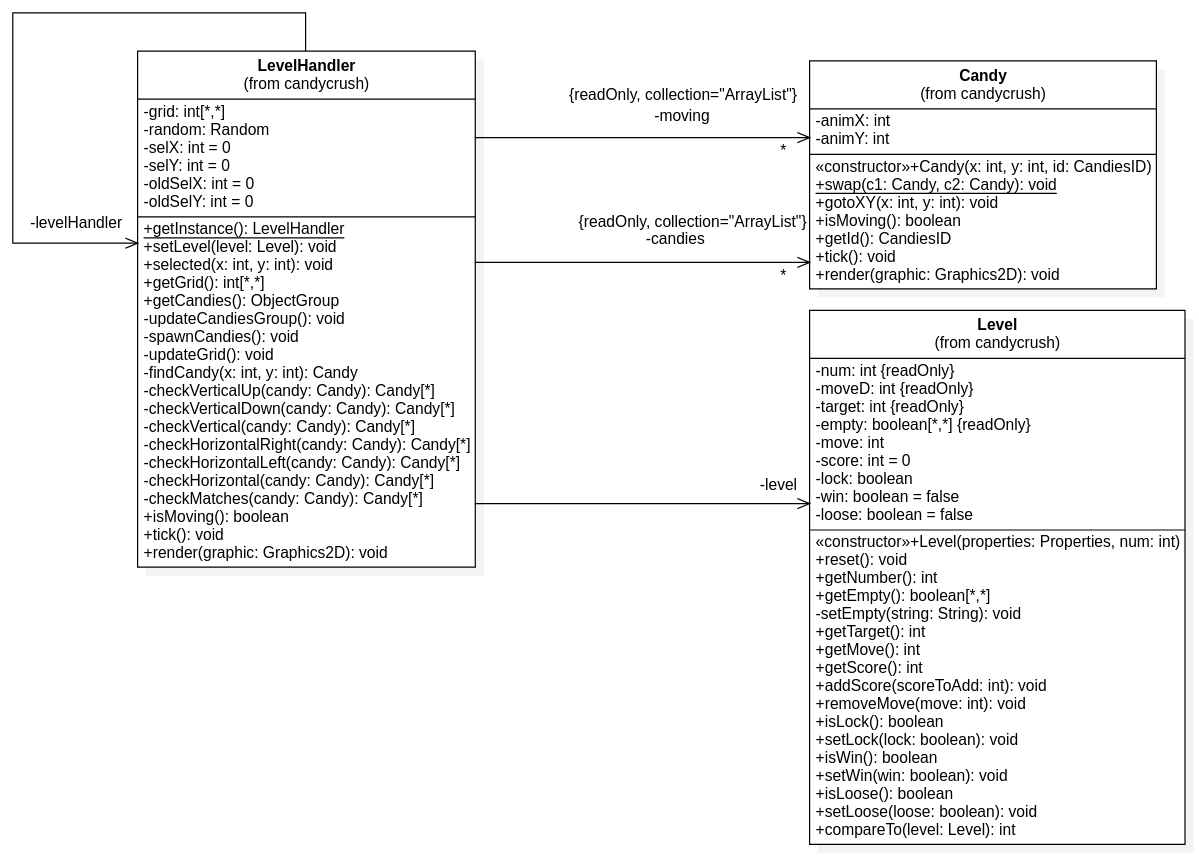 LevelHandler
(from candycrush)
-grid: int[*,*]
-random: Random
-selX: int = 0
-selY: int = 0
-oldSelX: int = 0
-oldSelY: int = 0
+getInstance(): LevelHandler
+setLevel(level: Level): void
+selected(x: int, y: int): void
+getGrid(): int[*,*]
+getCandies(): ObjectGroup
-updateCandiesGroup(): void
-spawnCandies(): void
-updateGrid(): void
-findCandy(x: int, y: int): Candy
-checkVerticalUp(candy: Candy): Candy[*]
-checkVerticalDown(candy: Candy): Candy[*]
-checkVertical(candy: Candy): Candy[*]
-checkHorizontalRight(candy: Candy): Candy[*]
-checkHorizontalLeft(candy: Candy): Candy[*]
-checkHorizontal(candy: Candy): Candy[*]
-checkMatches(candy: Candy): Candy[*]
+isMoving(): boolean
+tick(): void
+render(graphic: Graphics2D): void
-levelHandler
{readOnly, collection="ArrayList"}
-moving
*
{readOnly, collection="ArrayList"}
-candies
*
-level
Candy
(from candycrush)
-animX: int
-animY: int
«constructor»+Candy(x: int, y: int, id: CandiesID)
+swap(c1: Candy, c2: Candy): void
+gotoXY(x: int, y: int): void
+isMoving(): boolean
+getId(): CandiesID
+tick(): void
+render(graphic: Graphics2D): void
Level
(from candycrush)
-num: int {readOnly}
-moveD: int {readOnly}
-target: int {readOnly}
-empty: boolean[*,*] {readOnly}
-move: int
-score: int = 0
-lock: boolean
-win: boolean = false
-loose: boolean = false
«constructor»+Level(properties: Properties, num: int)
+reset(): void
+getNumber(): int
+getEmpty(): boolean[*,*]
-setEmpty(string: String): void
+getTarget(): int
+getMove(): int
+getScore(): int
+addScore(scoreToAdd: int): void
+removeMove(move: int): void
+isLock(): boolean
+setLock(lock: boolean): void
+isWin(): boolean
+setWin(win: boolean): void
+isLoose(): boolean
+setLoose(loose: boolean): void
+compareTo(level: Level): int